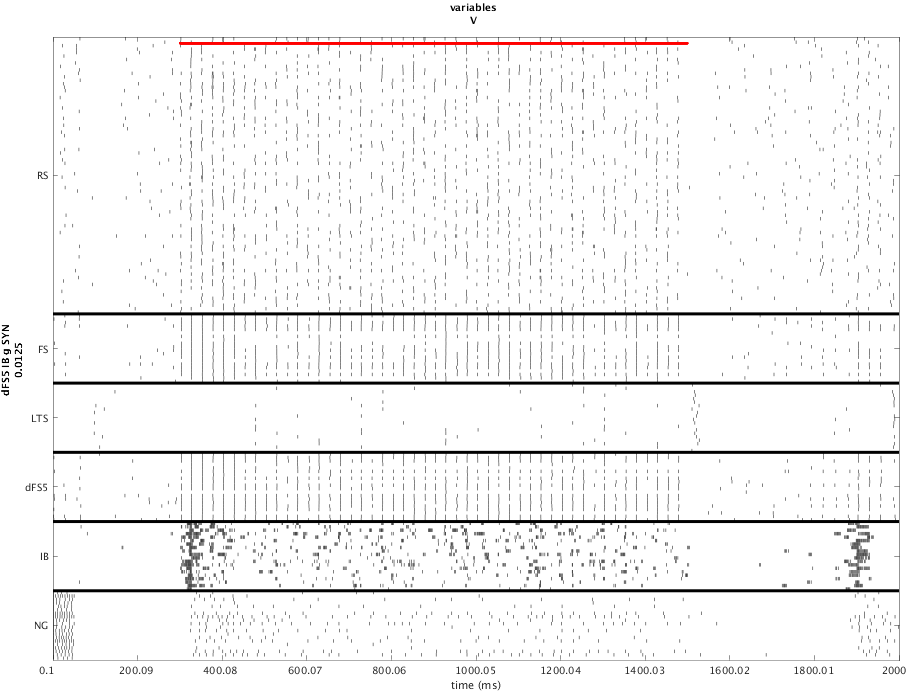 variables
V
RS
FS
LTS
dFS5
IB
NG
dFS5 IB g SYN
0.0125
0.1 200.09 400.08 600.07 800.06 1000.05 1200.04 1400.03 1600.02 1800.01 2000
time (ms)